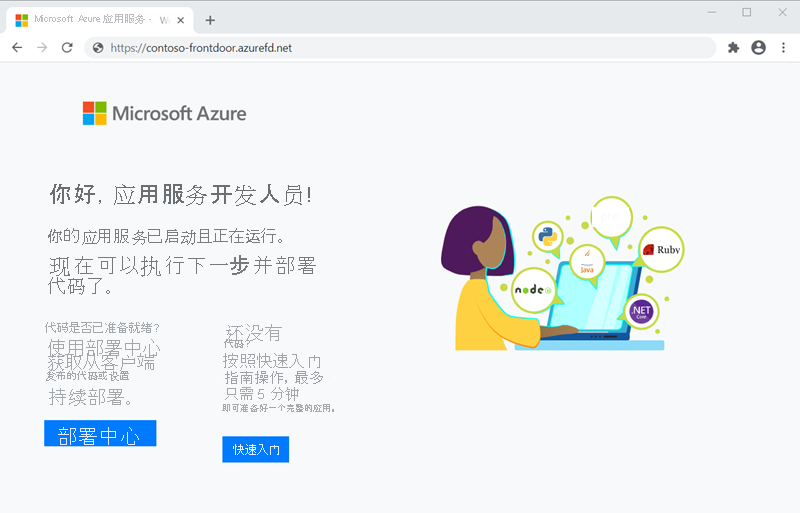 Microsoft Azure 应用服务 - W
https://contoso-frontdoor.azurefd.net
Microsoft Azure
你好, 应用服务开发人员!
你的应用服务已启动且正在运行。
现在可以执行下一步并部署
代码了。
代码是否已准备就绪?
使用部署中心
获取从客户端
发布的代码或设置
持续部署。
部署中心
还没有
代码?
按照快速入门
指南操作, 最多
只需 5 分钟
即可准备好一个完整的应用。
快速入门
node
Java
Ruby
.NET
Core